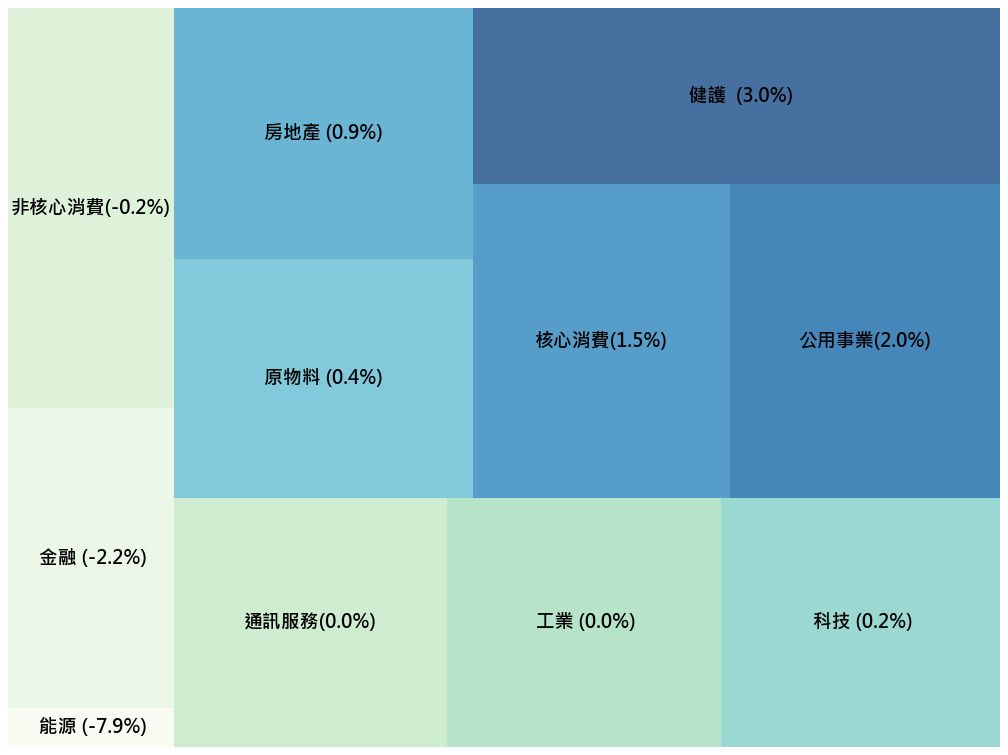 非核心消費(-0.2%)
金融 (-2.2%)
能源 (-7.9%)
房地產 (0.9%)
原物料 (0.4%)
健護  (3.0%)
核心消費(1.5%)
公用事業(2.0%)
通訊服務(0.0%)
工業 (0.0%)
科技 (0.2%)